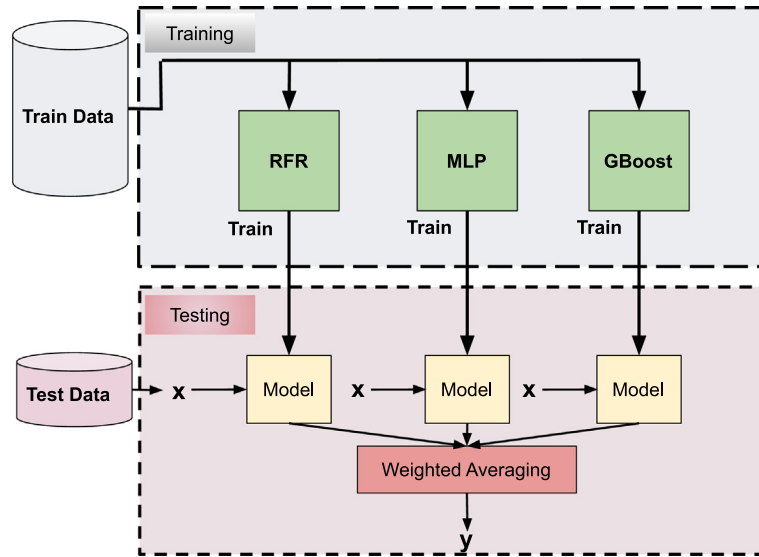 Training
Train Data
RFR
MLP
GBoost
Train
Train
Train
Testing
Test Data
x
Model
x
Model
x
Model
Weighted Averaging
y